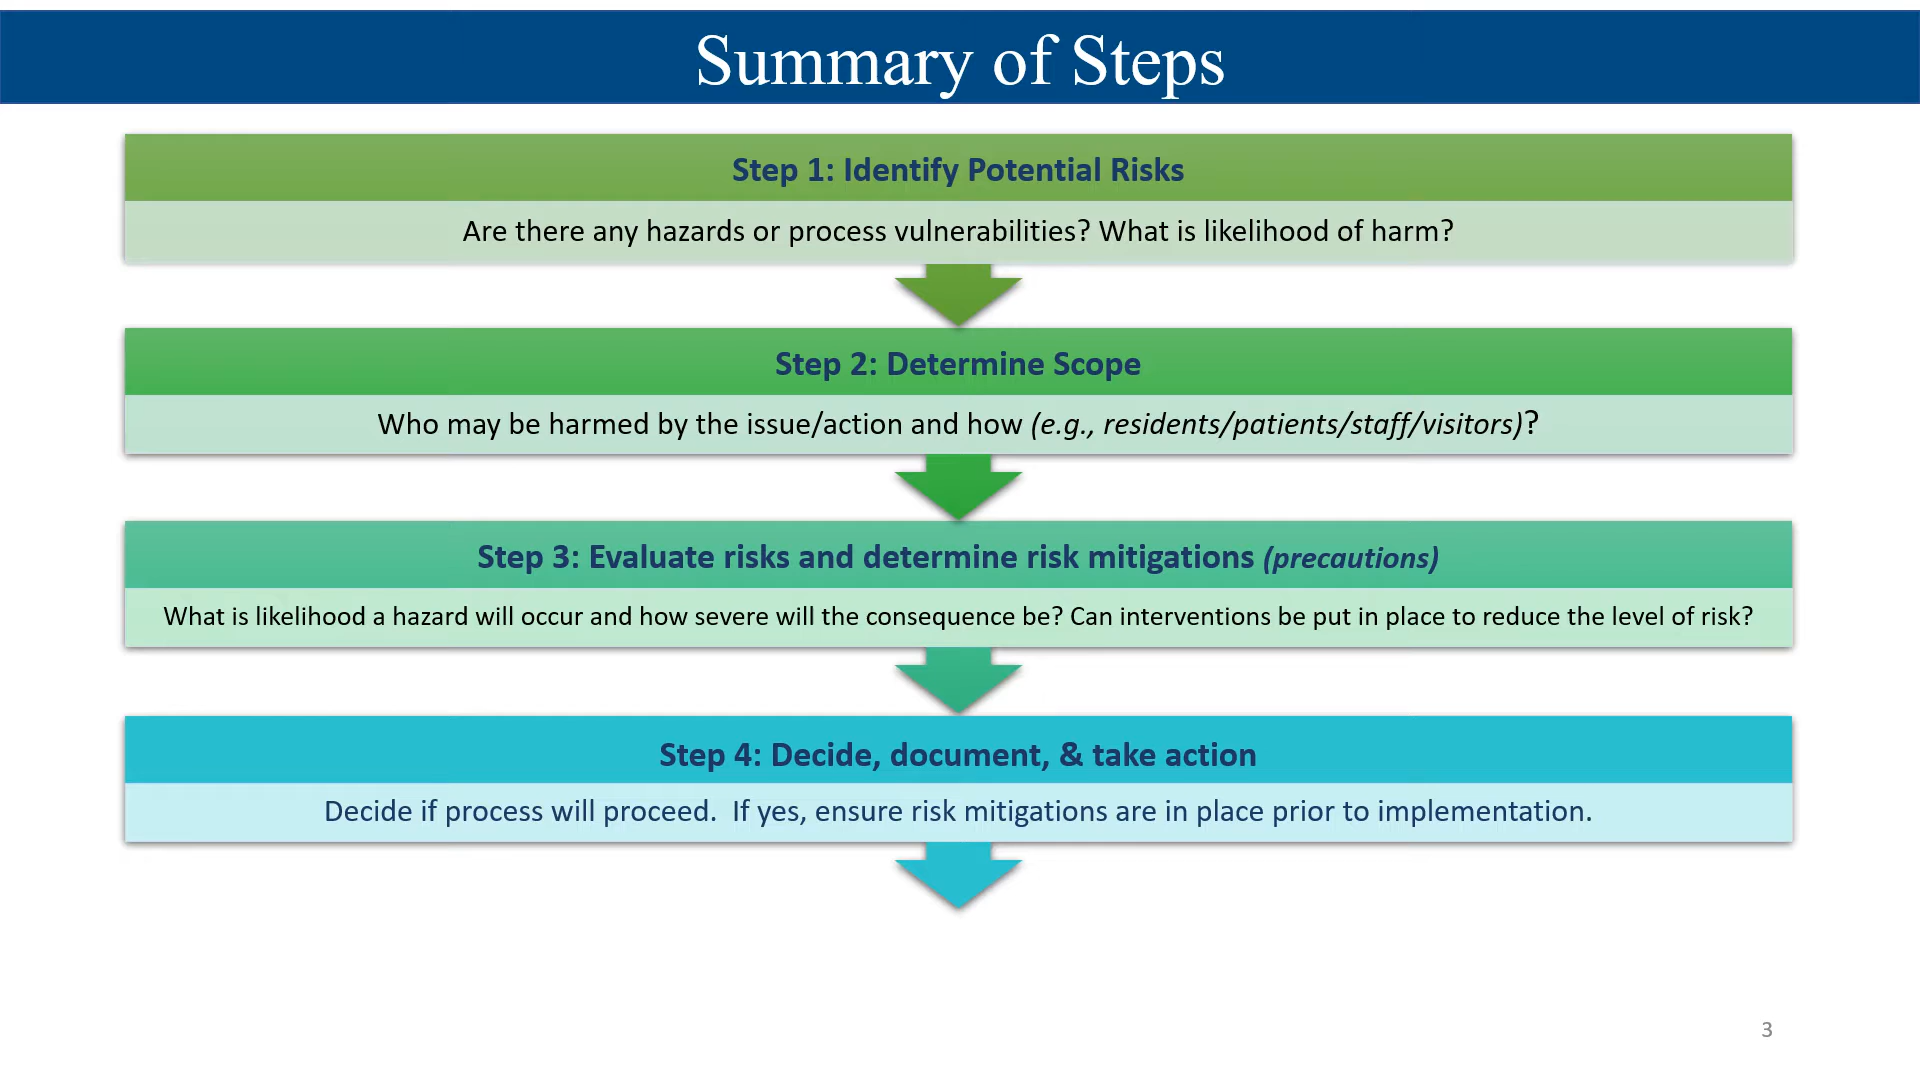 Summary of Steps
Step 1: Identify Potential Risks
Are there any hazards or process vulnerabilities? What is likelihood of harm?
Step 2: Determine Scope
Who may be harmed by the issue/action and how (e.g., residents/patients/staff/visitors)?
Step 3: Evaluate risks and determine risk mitigations (precautions)
What is likelihood a hazard will occur and how severe will the consequence be? Can interventions be put in place to reduce the level of risk?
Step 4: Decide, document, & take action
Decide if process will proceed.  If yes, ensure risk mitigations are in place prior to implementation.
3